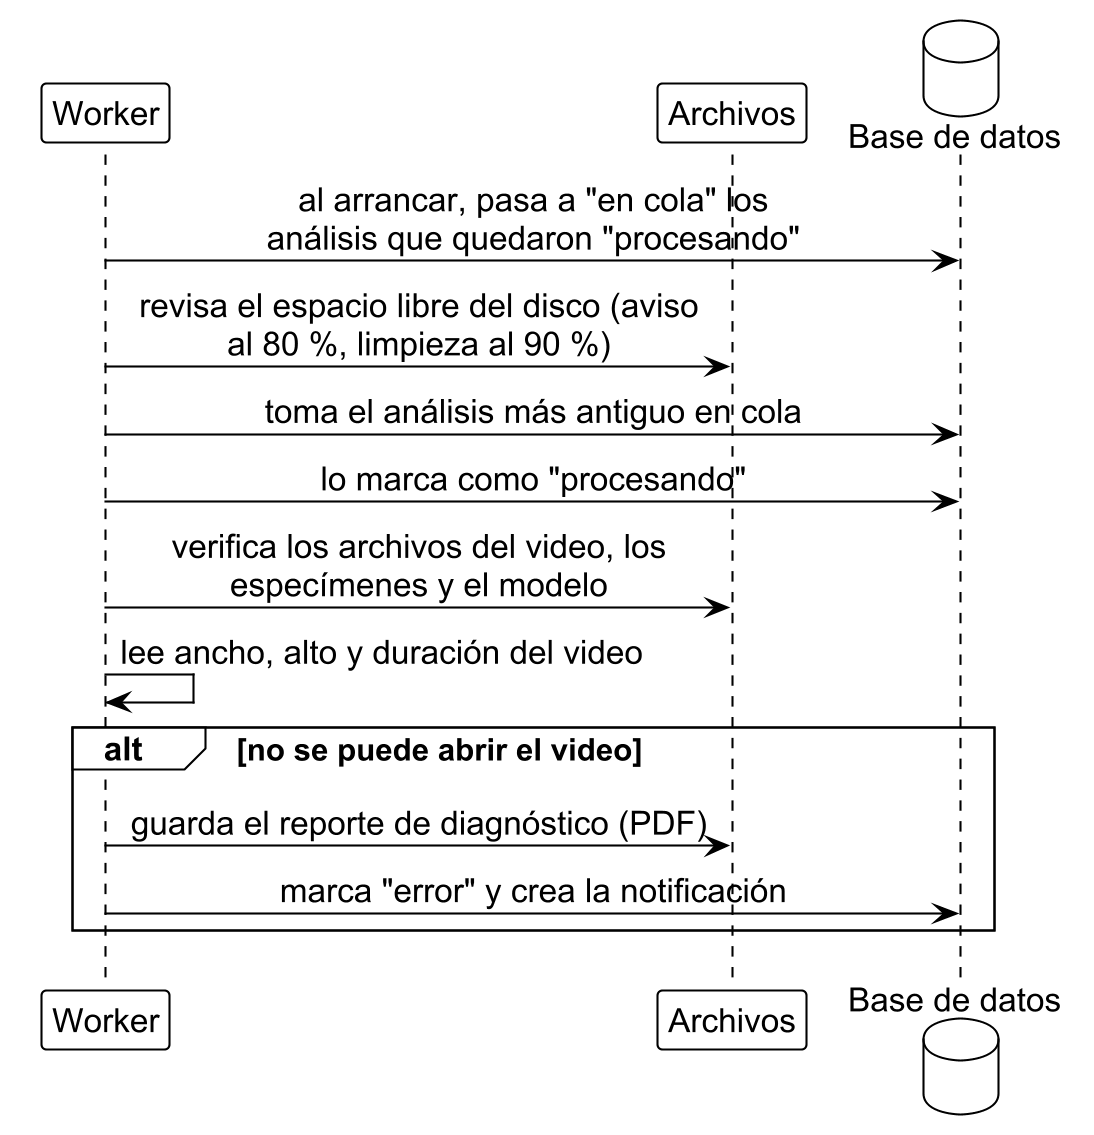 Worker
Archivos
Base de datos
al arrancar, pasa a "en cola" los
análisis que quedaron "procesando"
revisa el espacio libre del disco (aviso
al 80 %, limpieza al 90 %)
toma el análisis más antiguo en cola
lo marca como "procesando"
verifica los archivos del video, los
especímenes y el modelo
lee ancho, alto y duración del video
alt [no se puede abrir el video]
guarda el reporte de diagnóstico (PDF)
marca "error" y crea la notificación
Worker
Archivos
Base de datos